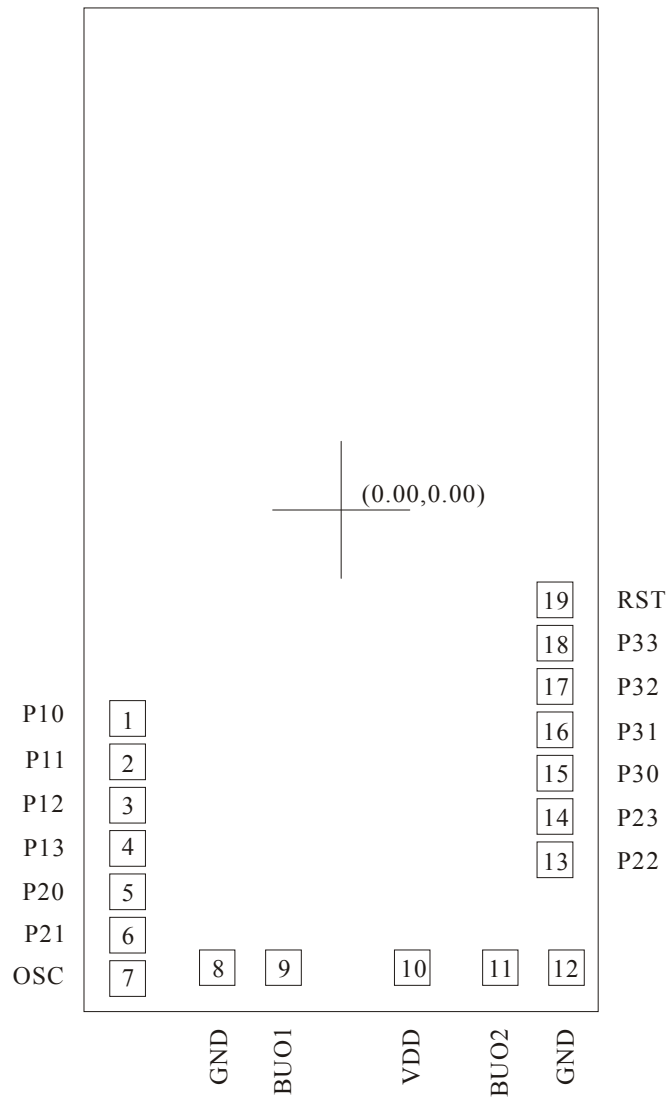 (0.00,0.00)
19 RST
18 P33
17 P32
P10 1
16 P31
P11 2
15 P30
P12 3
14 P23
P13 4
13 P22
P20 5
P21 6
OSC 7
8 9 10 11 12
GND BUO1 VDD BUO2 GND